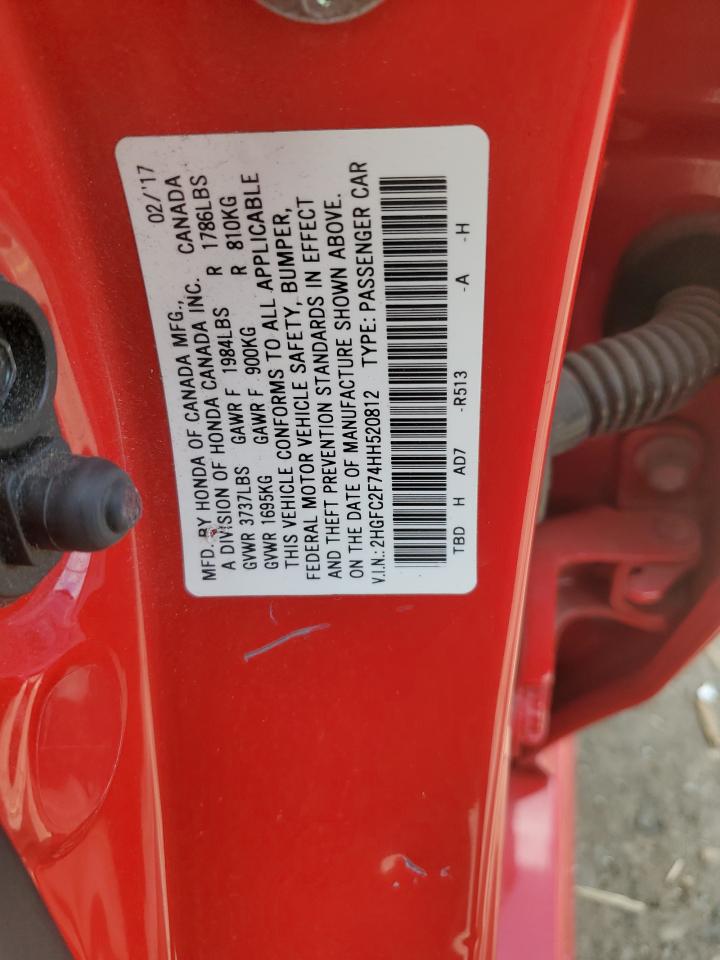 MFD. BY HONDA OF CANADA MFG., 02/'17
A DIVISION OF HONDA CANADA INC. CANADA
GVWR 3737LBS GAWR F 1984LBS R 1786LBS
GVWR 1695KG GAWR F 900KG R 810KG
THIS VEHICLE CONFORMS TO ALL APPLICABLE
FEDERAL MOTOR VEHICLE SAFETY, BUMPER,
AND THEFT PREVENTION STANDARDS IN EFFECT
ON THE DATE OF MANUFACTURE SHOWN ABOVE.
V.I.N.: 2HGFC2F74HH520812 TYPE: PASSENGER CAR
TBD H AD7 -R513 -A -H